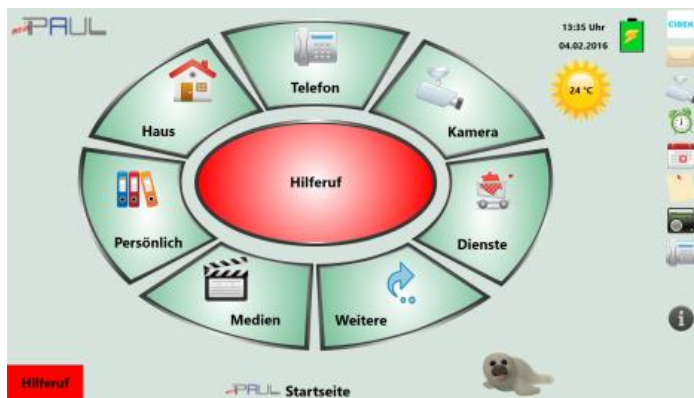 PAUL
13:35 Uhr
04.02.2016
CIBEK
24 °C
Telefon
Haus
Kamera
Hilferuf
Persönlich
Dienste
Medien
Weitere
Hilferuf
PAUL Startseite